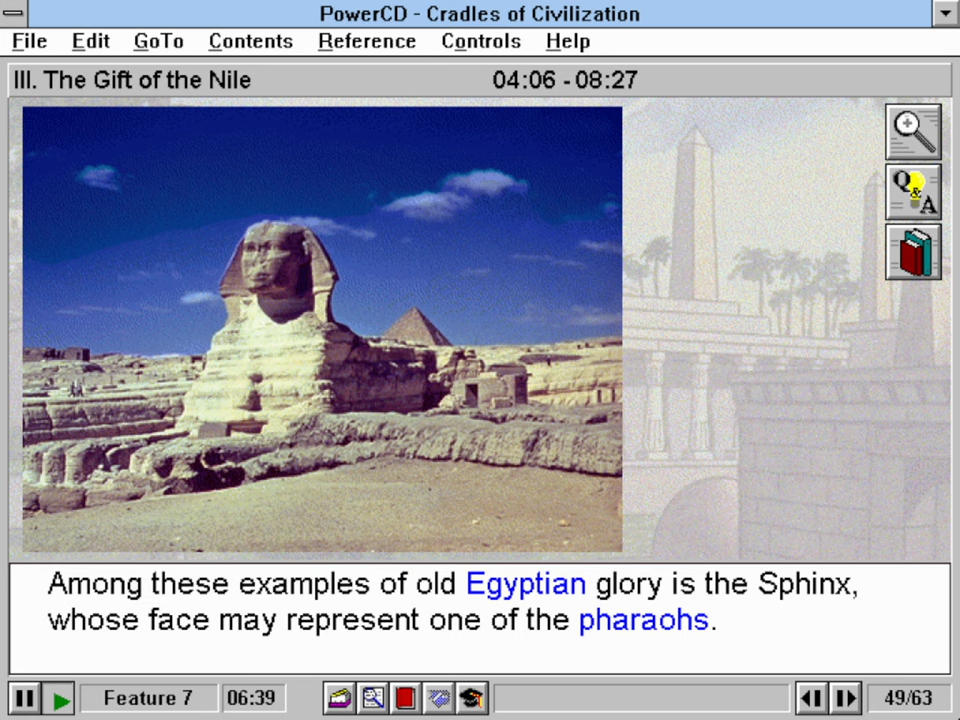 PowerCD - Cradles of Civilization
File Edit GoTo Contents Reference Controls Help
III. The Gift of the Nile 04:06 - 08:27
Q & A
Among these examples of old Egyptian glory is the Sphinx,
whose face may represent one of the pharaohs.
Feature 7 06:39 49/63